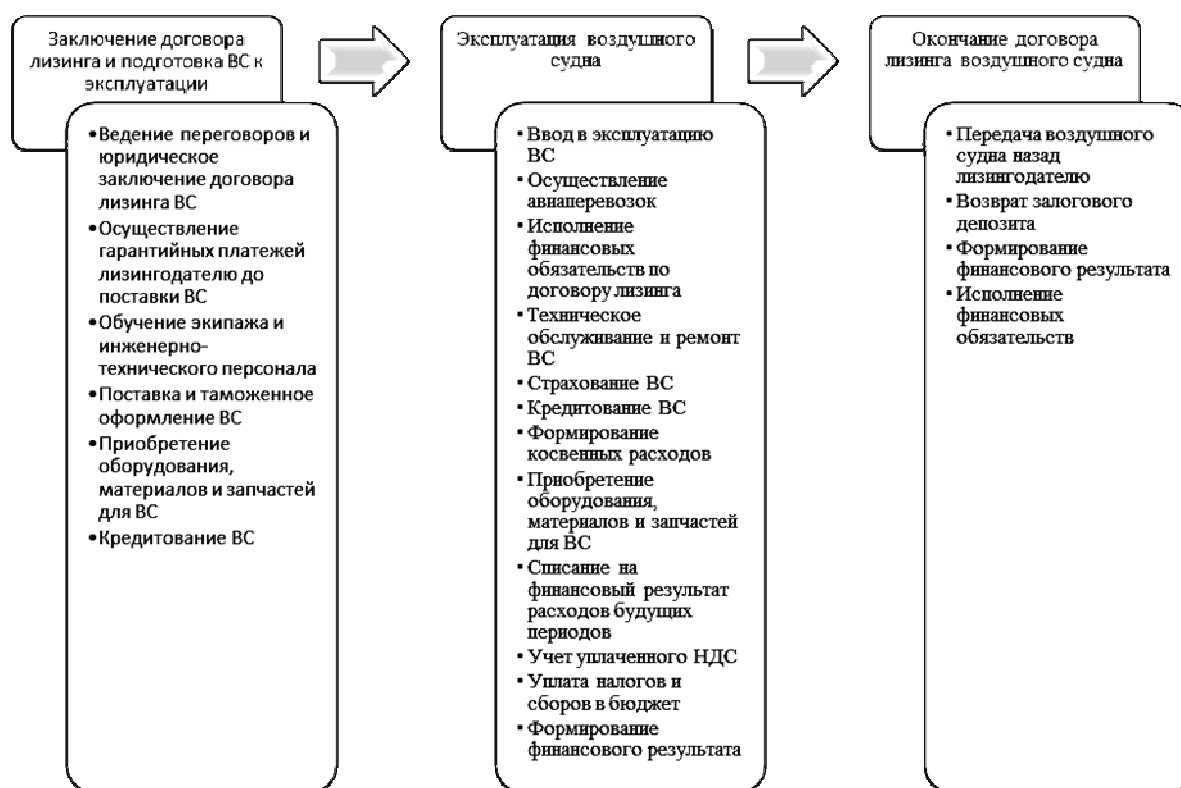 Заключение договора
лизинга и подготовка ВС к
эксплуатации
•Ведение переговоров и
юридическое
заключение договора
лизинга ВС
•Осуществление
гарантийных платежей
лизингодателю до
поставки ВС
•Обучение экипажа и
инженерно-
технического персонала
•Поставка и таможенное
оформление ВС
•Приобретение
оборудования,
материалов и запчастей
для ВС
•Кредитование ВС
Эксплуатация воздушного
судна
• Ввод в эксплуатацию
ВС
• Осуществление
авиаперевозок
• Исполнение
финансовых
обязательств по
договору лизинга
• Техническое
обслуживание и ремонт
ВС
• Страхование ВС
• Кредитование ВС
• Формирование
косвенных расходов
• Приобретение
оборудования,
материалов и запчастей
для ВС
• Списание на
финансовый результат
расходов будущих
периодов
• Учет уплаченного НДС
• Уплата налогов и
сборов в бюджет
• Формирование
финансового результата
Окончание договора
лизинга воздушного судна
• Передача воздушного
судна назад
лизингодателю
• Возврат залогового
депозита
• Формирование
финансового результата
• Исполнение
финансовых
обязательств